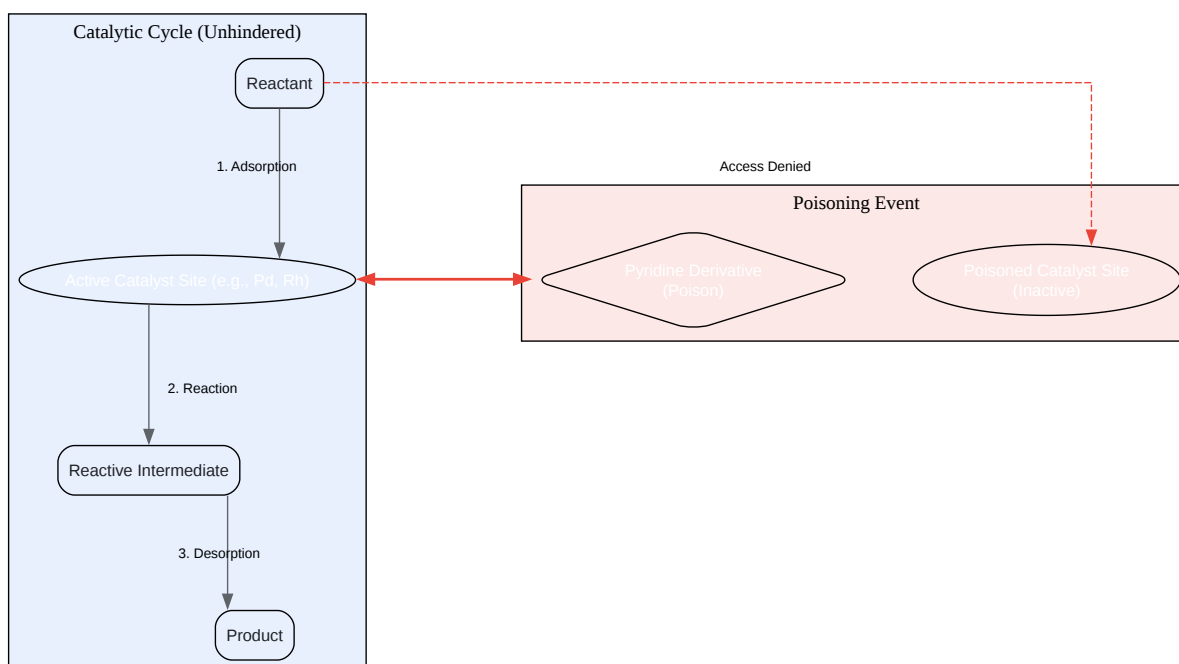 Catalytic Cycle (Unhindered)
Reactant
1. Adsorption
Access Denied
Poisoning Event
Active Catalyst Site (e.g., Pd, Rh)
Pyridine Derivative
(Poison)
Poisoned Catalyst Site
(Inactive)
2. Reaction
Reactive Intermediate
3. Desorption
Product